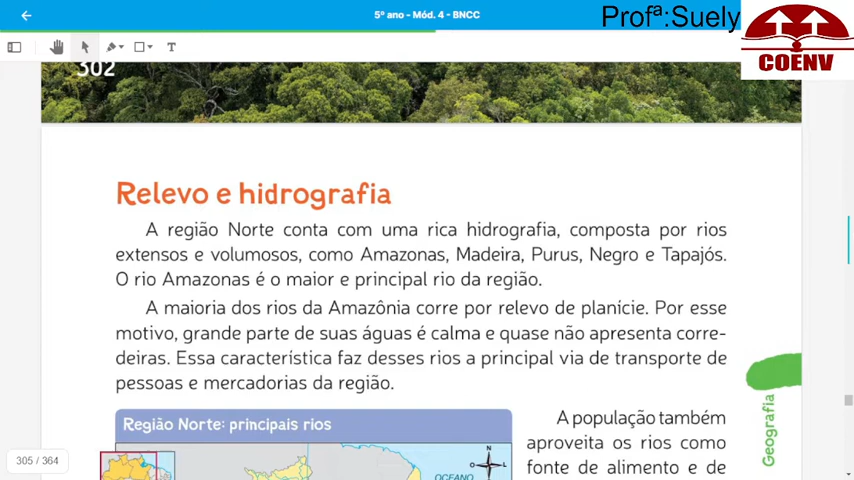 5º ano - Mód. 4 - BNCC
Profª:Suely
COENV
T
302
Relevo e hidrografia
A região Norte conta com uma rica hidrografia, composta por rios
extensos e volumosos, como Amazonas, Madeira, Purus, Negro e Tapajós.
O rio Amazonas é o maior e principal rio da região.
A maioria dos rios da Amazônia corre por relevo de planície. Por esse
motivo, grande parte de suas águas é calma e quase não apresenta corre-
deiras. Essa característica faz desses rios a principal via de transporte de
pessoas e mercadorias da região.
Geografia
Região Norte: principais rios
A população também
aproveita os rios como
fonte de alimento e de
N
O L
OCEANO
305 / 364